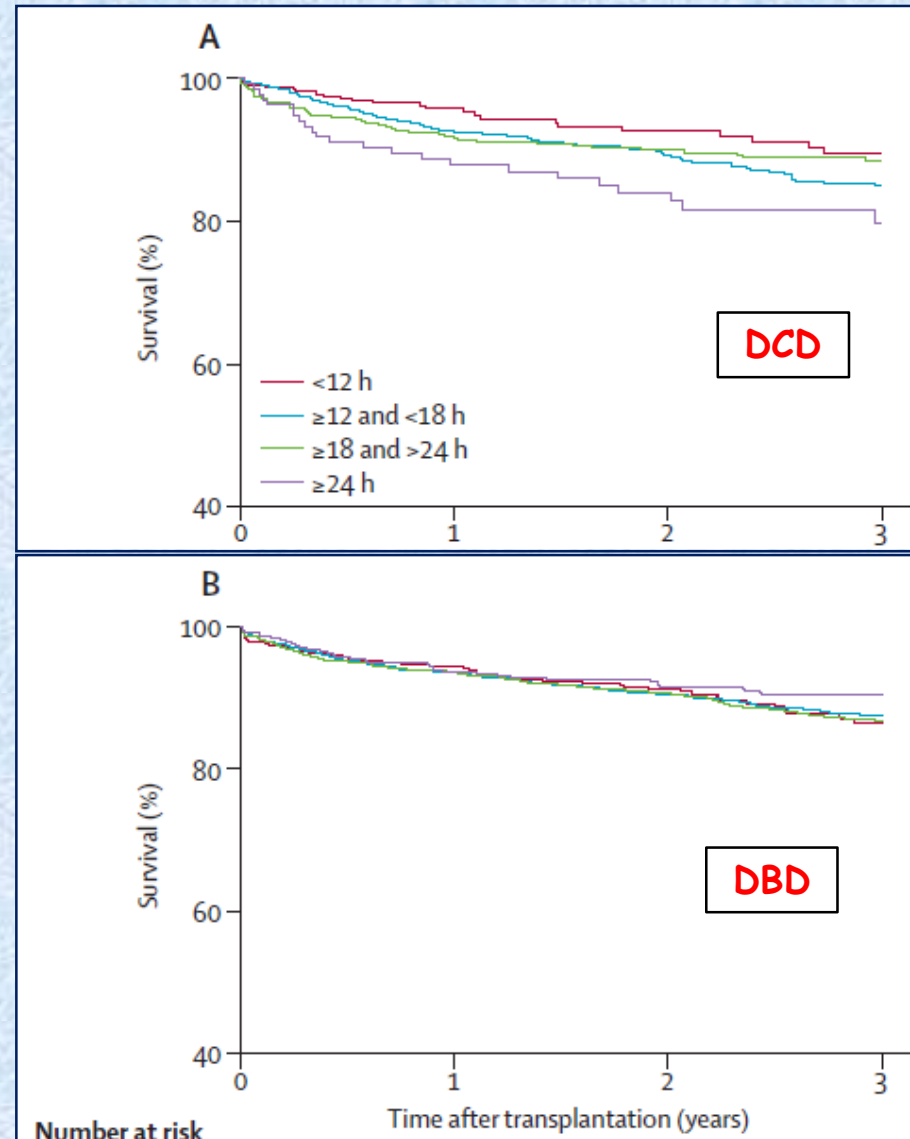 A
100
80
60
40
Survival (%)
DCD
<12 h
≥12 and <18 h
≥18 and >24 h
≥24 h
0 1 2 3
B
100
80
60
40
Survival (%)
DBD
0 1 2 3
Time after transplantation (years)
Number at risk